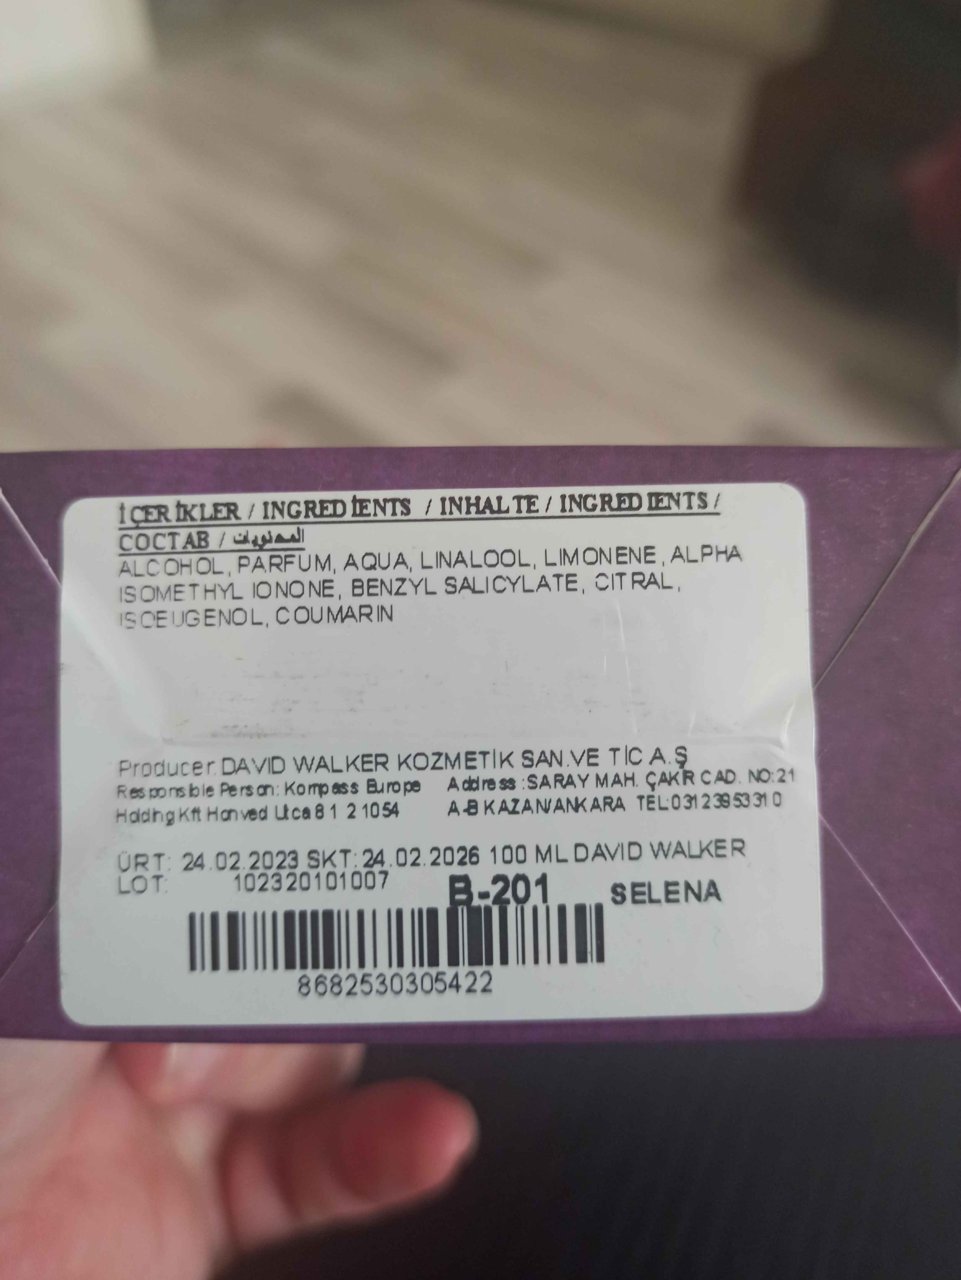 İÇERİKLER / INGREDİENTS / INHALTE / INGREDIENTS /
СОСТАВ / المحتويات
ALCOHOL, PARFUM, AQUA, LINALOOL, LIMONENE, ALPHA
ISOMETHYL IONONE, BENZYL SALICYLATE, CITRAL,
ISOEUGENOL, COUMARIN
Producer: DAVID WALKER KOZMETİK SAN.VE TİC A.Ş
Responsible Person: Kompass Europe Address :SARAY MAH. ÇAKIR CAD. NO:21
Holding Kft Honved Utca 8 1 2 1054 A-B KAZAN/ANKARA TEL:03123953310
ÜRT: 24.02.2023 SKT: 24.02.2026 100 ML DAVID WALKER
LOT: 102320101007 B-201 SELENA
8682530305422